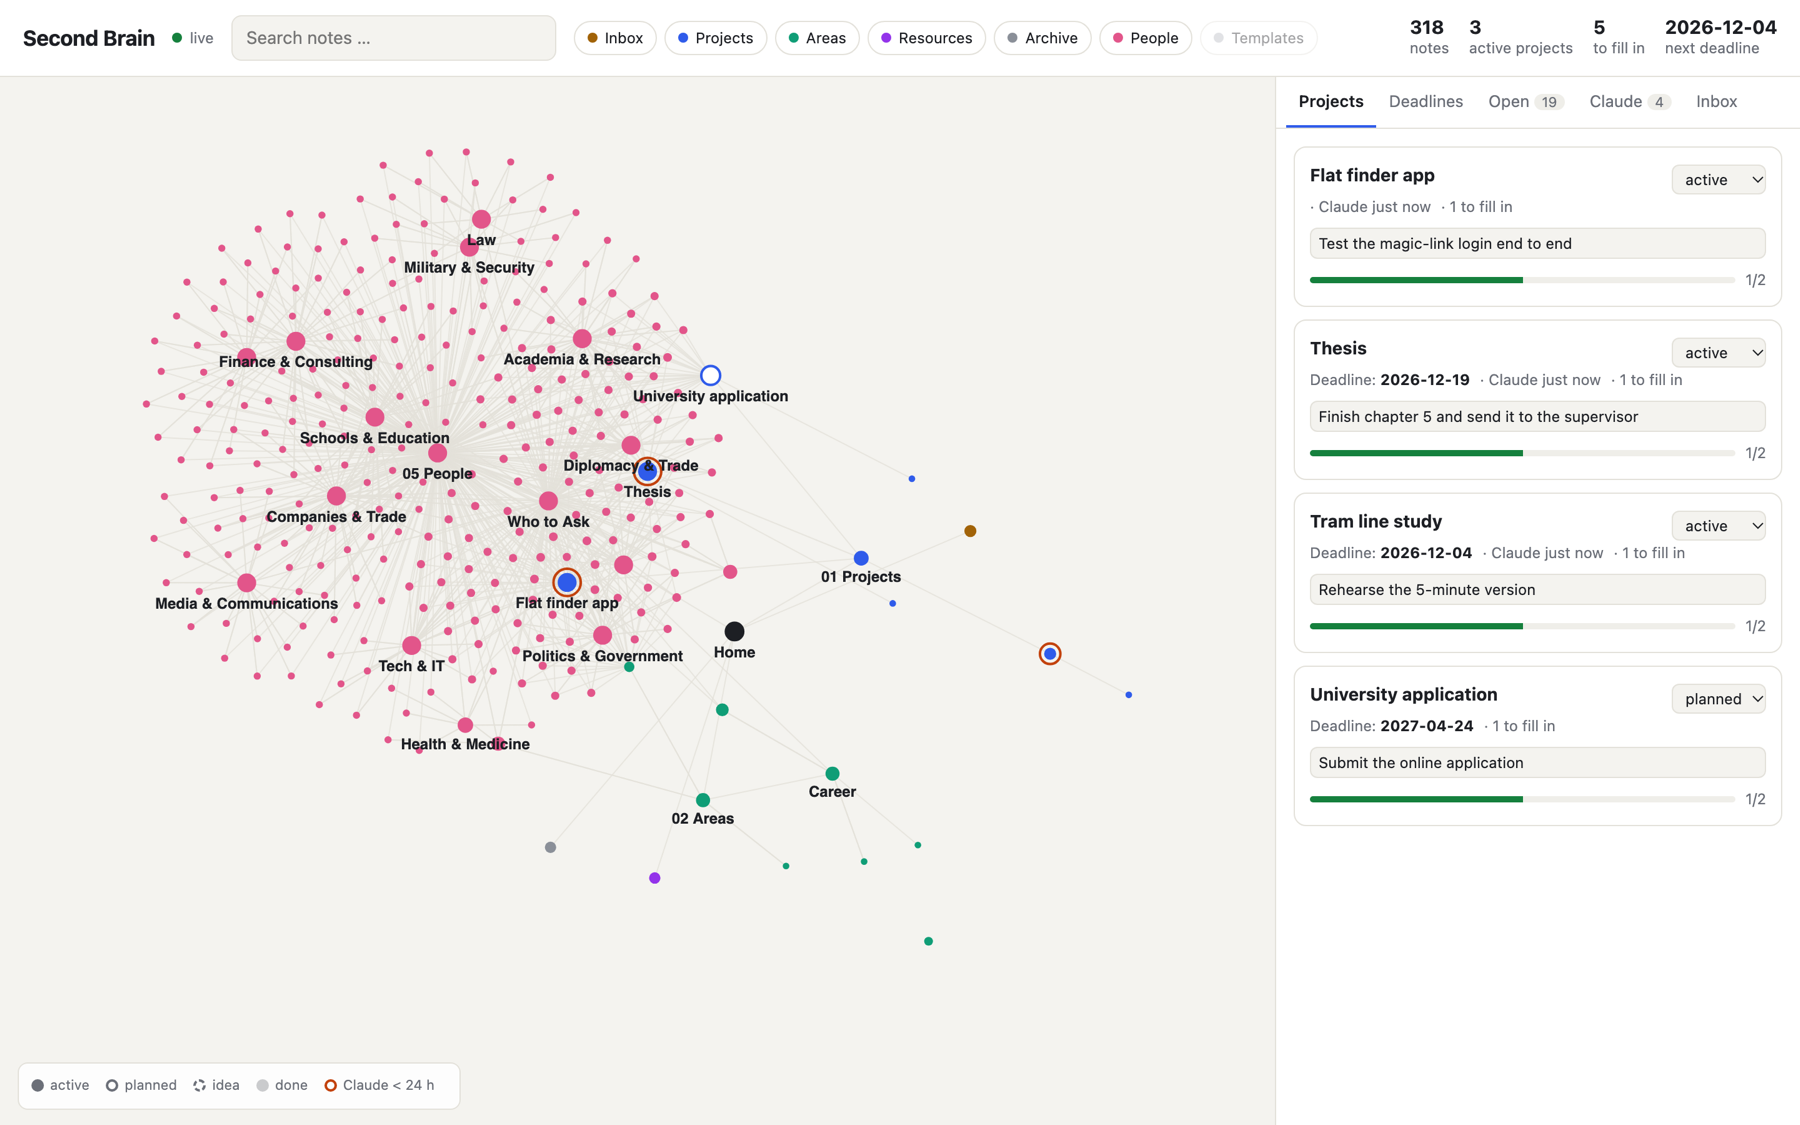 Second Brain
live
Search notes ...
Inbox
Projects
Areas
Resources
Archive
People
Templates
318
notes
3
active projects
5
to fill in
2026-12-04
next deadline
Projects
Deadlines
Open 19
Claude 4
Inbox
Law
Military & Security
Finance & Consulting
Academia & Research
University application
Schools & Education
05 People
Diplomacy & Trade
Thesis
Companies & Trade
Who to Ask
01 Projects
Media & Communications
Flat finder app
Politics & Government
Home
Tech & IT
Health & Medicine
Career
02 Areas
active
planned
idea
done
Claude < 24 h
Flat finder app
active
· Claude just now · 1 to fill in
Test the magic-link login end to end
1/2
Thesis
active
Deadline: 2026-12-19 · Claude just now · 1 to fill in
Finish chapter 5 and send it to the supervisor
1/2
Tram line study
active
Deadline: 2026-12-04 · Claude just now · 1 to fill in
Rehearse the 5-minute version
1/2
University application
planned
Deadline: 2027-04-24 · 1 to fill in
Submit the online application
1/2